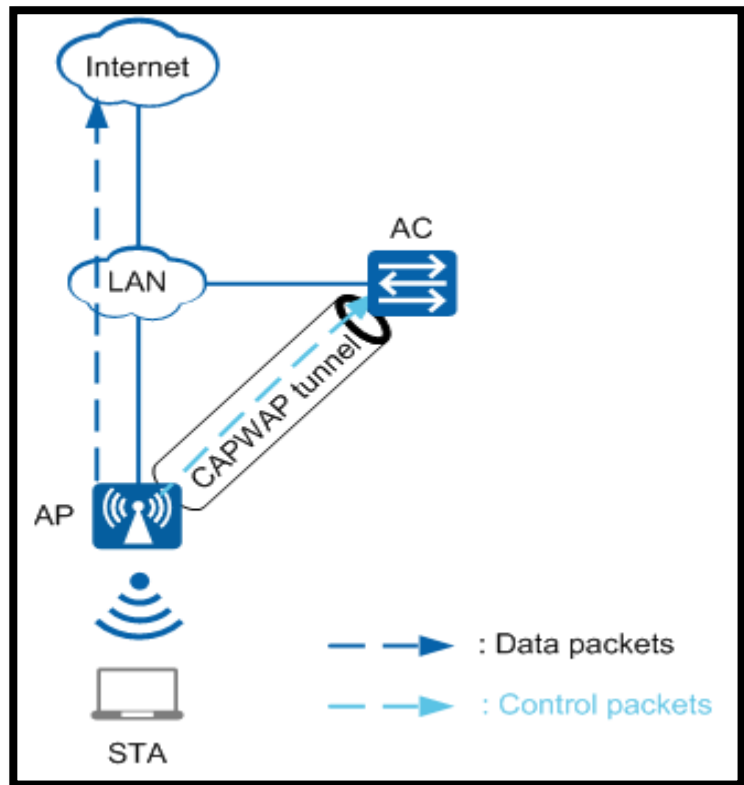 Internet
AC
LAN
CAPWAP tunnel
AP
: Data packets
: Control packets
STA